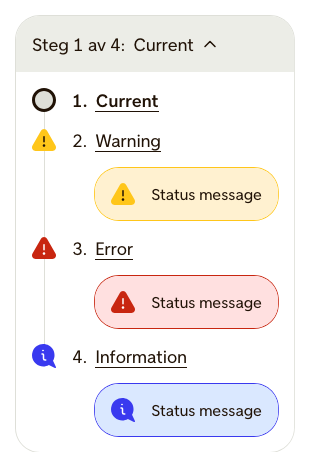 Steg 1 av 4: Current
1. Current
2. Warning
Status message
3. Error
Status message
4. Information
Status message